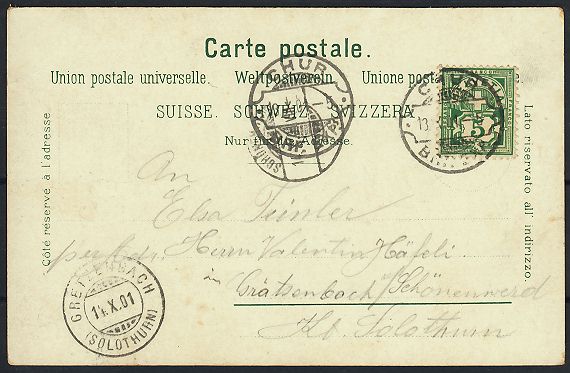 Carte postale.
Union postale universelle. Weltpostverein. Unione postale
SUISSE. SCHWEIZ. SVIZZERA.
Nur für die Adresse.
Côté réservé à l'adresse.
Lato riservato all' indirizzo.
CHUR
5
13.
An
Elsa
per Adr. Herrn Valentin Häfeli
in Grätsenbach/Schönenwerd
Kt. Solothurn
GRETZENBACH
14.X.01
(SOLOTHURN)